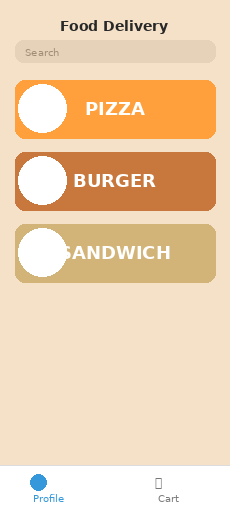 Food Delivery
Search
PIZZA
BURGER
SANDWICH
Profile
Cart